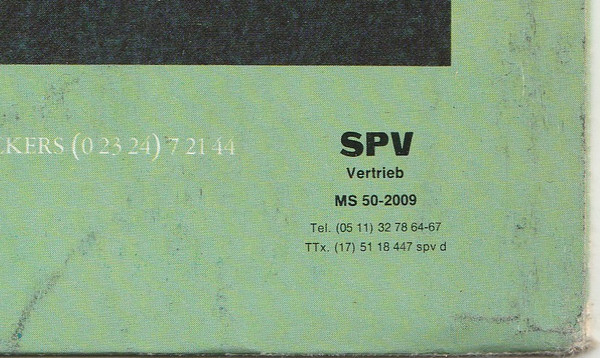 (0 23 24) 7 21 44
SPV
Vertrieb
MS 50-2009
Tel. (05 11) 32 78 64-67
TTx. (17) 51 18 447 spv d